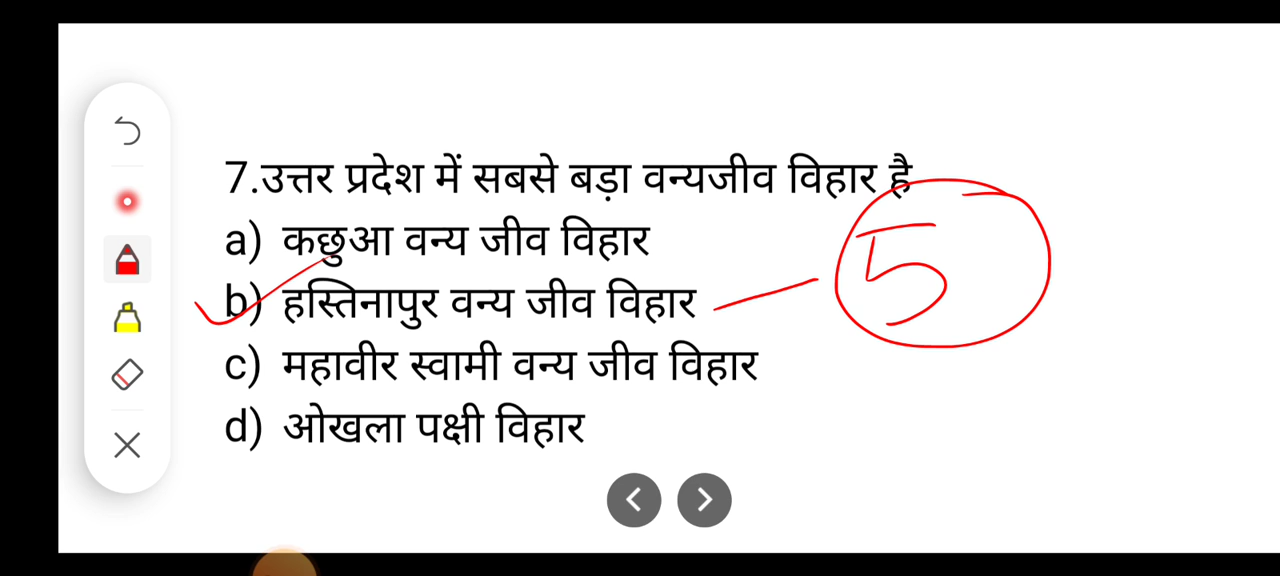 7.उत्तर प्रदेश में सबसे बड़ा वन्यजीव विहार है
a) कछुआ वन्य जीव विहार
b) हस्तिनापुर वन्य जीव विहार 5
c) महावीर स्वामी वन्य जीव विहार
d) ओखला पक्षी विहार